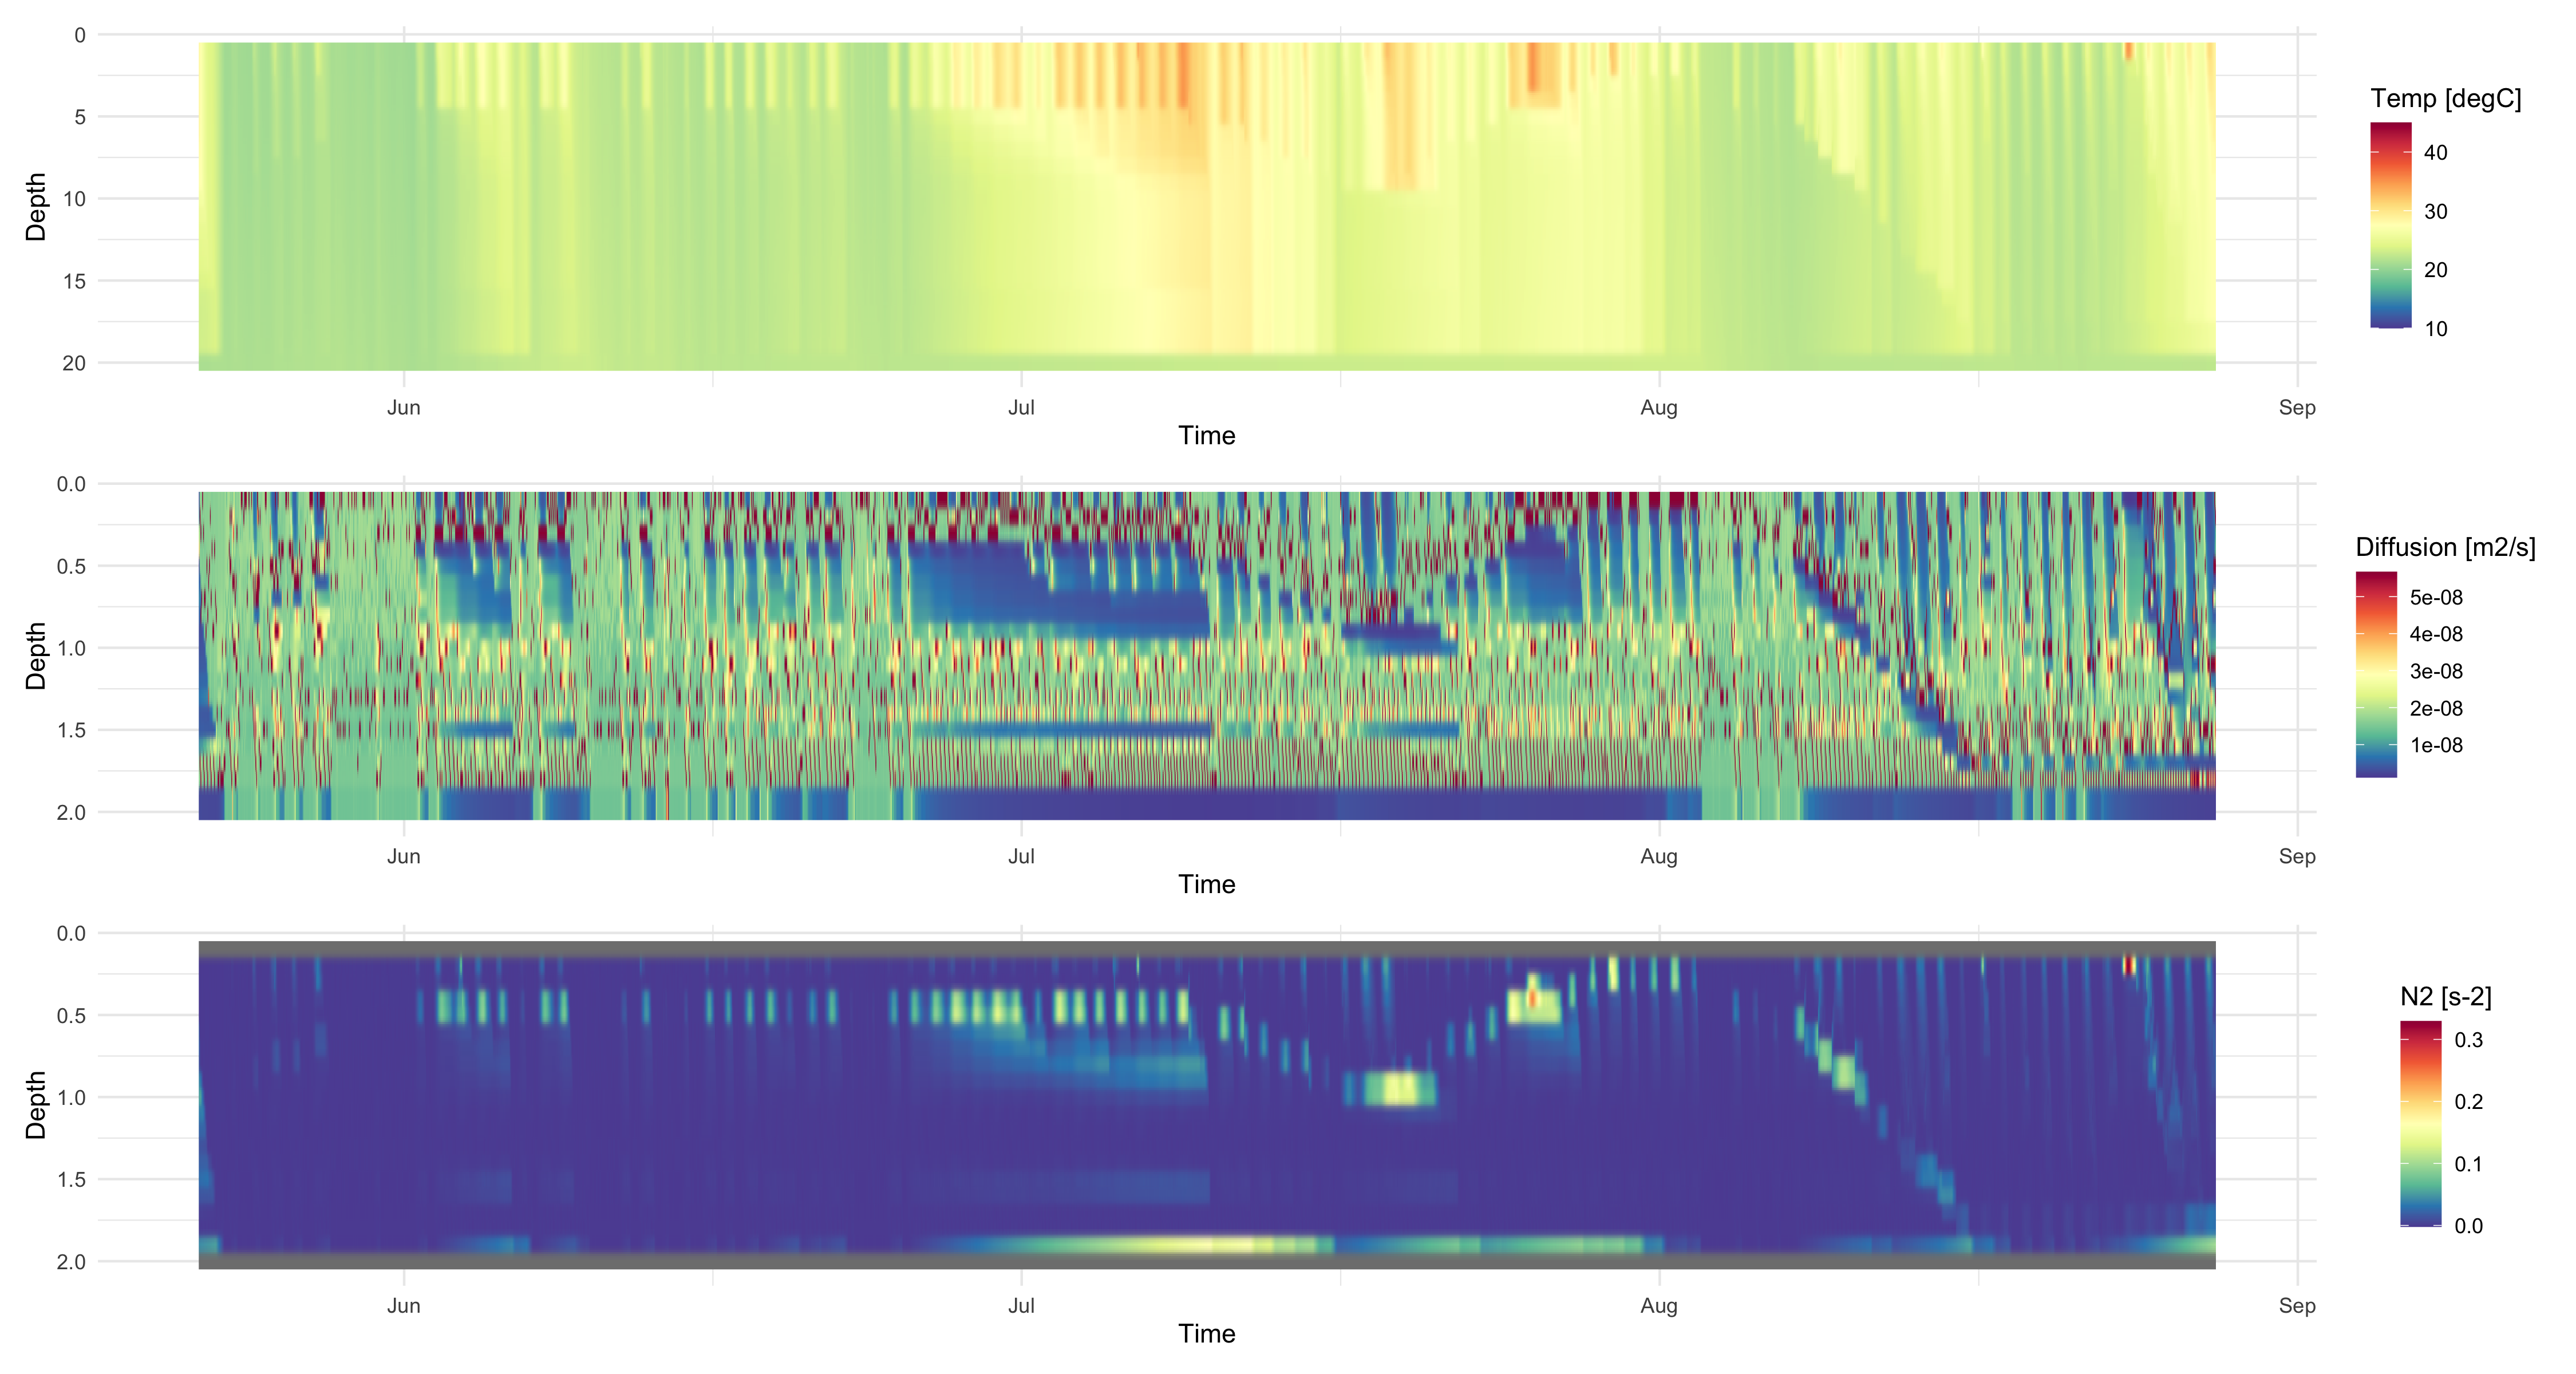 0
5
10
15
20
Depth
Jun
Jul
Aug
Sep
Time
Temp [degC]
40
30
20
10
0.0
0.5
1.0
1.5
2.0
Depth
Jun
Jul
Aug
Sep
Time
Diffusion [m2/s]
5e-08
4e-08
3e-08
2e-08
1e-08
0.0
0.5
1.0
1.5
2.0
Depth
Jun
Jul
Aug
Sep
Time
N2 [s-2]
0.3
0.2
0.1
0.0